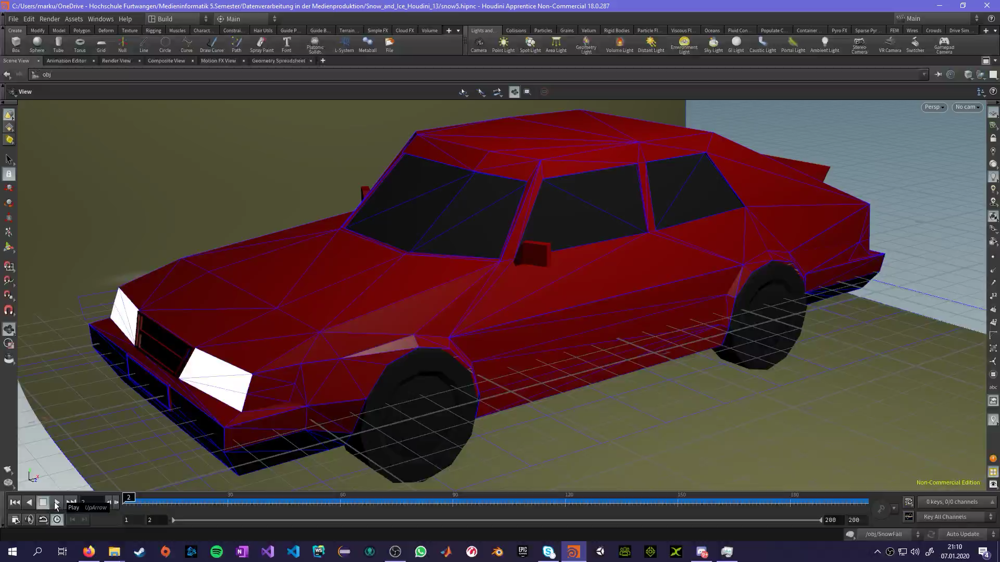 C:/Users/marku/OneDrive - Hochschule Furtwangen/Medieninformatik 5.Semester/Datenverarbeitung in der Medienproduktion/Snow_and_Ice_Houdini_13/snow5.hipnc - Houdini Apprentice Non-Commercial 18.0.287
File Edit Render Assets Windows Help Build Main Main
Create Modify Model Polygon Deform Texture Rigging Muscles Charact... Constrai... Hair Utils Guide P... Guide B... Terrain... Simple FX Cloud FX Volume Lights and... Collisions Particles Grains Vellum Rigid Bodies Particle Fl... Viscous Fl... Oceans Fluid Con... Populate C... Container... Pyro FX Sparse Pyr... FEM Wires Crowds Drive Sim...
Box Sphere Tube Torus Grid Null Line Circle Curve Draw Curve Path Spray Paint Font Platonic Solids L-System Metaball File Camera Point Light Spot Light Area Light Geometry Light Volume Light Distant Light Environment Light Sky Light GI Light Caustic Light Portal Light Ambient Light Stereo Camera VR Camera Switcher Gamepad Camera
Scene View Animation Editor Render View Composite View Motion FX View Geometry Spreadsheet
obj
View
Persp No cam
12
12
abc
Non-Commercial Edition
2 2 30 60 90 120 150 180
Play UpArrow
0 keys, 0/0 channels
1 2 200 200 Key All Channels
/obj/SnowFall Auto Update
21:10
07.01.2020
4